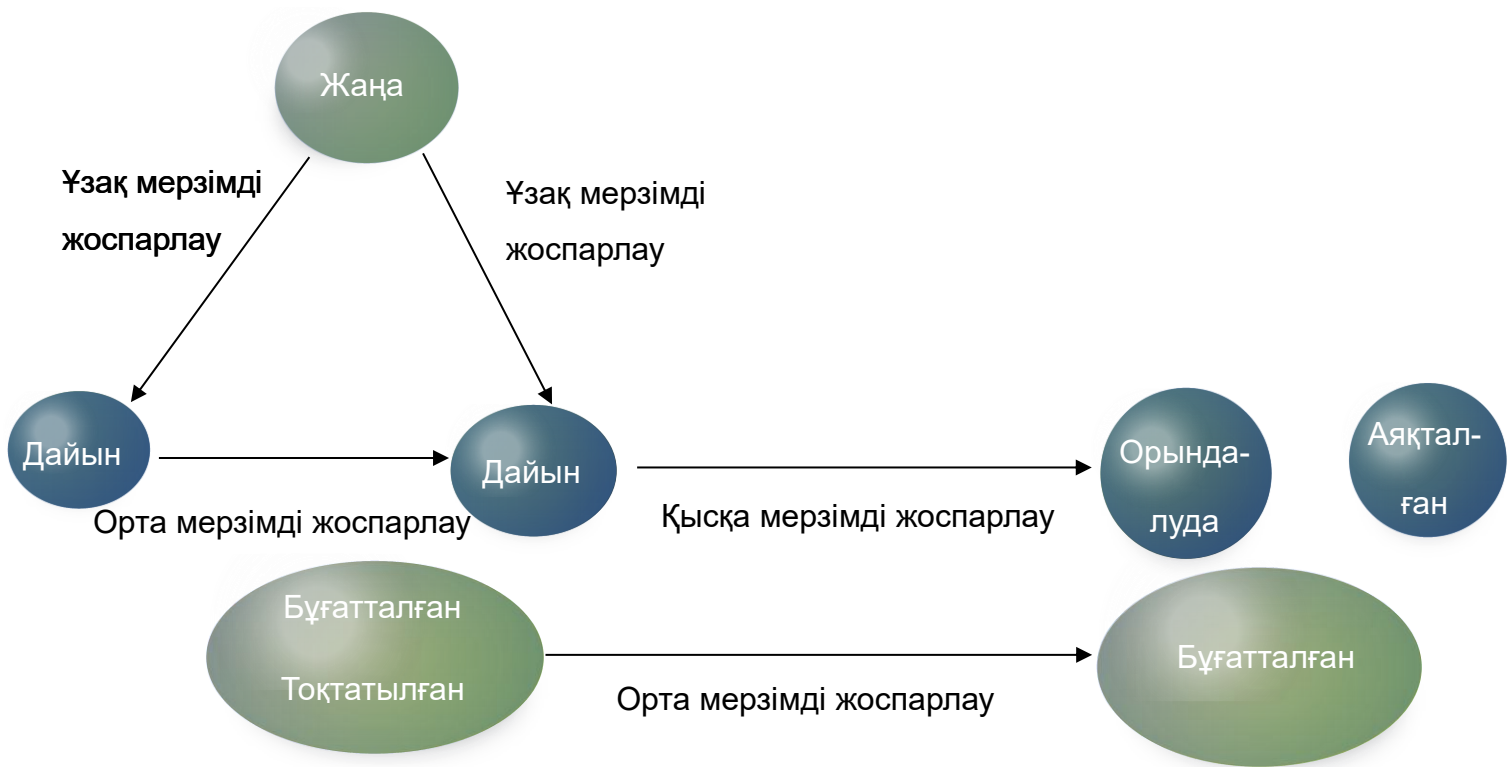 Жаңа
Ұзақ мерзімді
жоспарлау
Ұзақ мерзімді
жоспарлау
Дайын
Дайын
Орында-
луда
Аяқтал-
ған
Орта мерзімді жоспарлау
Қысқа мерзімді жоспарлау
Бұғатталған
Тоқтатылған
Бұғатталған
Орта мерзімді жоспарлау